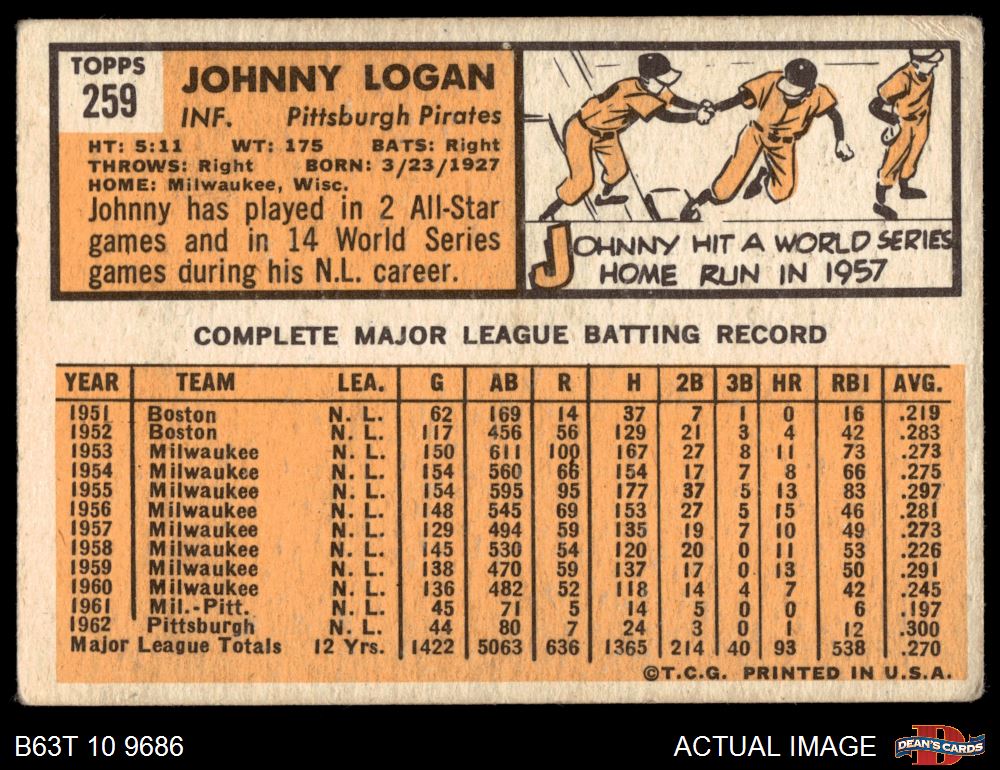 TOPPS
259
JOHNNY LOGAN
INF. Pittsburgh Pirates
HT: 5:11 WT: 175 BATS: Right
THROWS: Right BORN: 3/23/1927
HOME: Milwaukee, Wisc.
Johnny has played in 2 All-Star
games and in 14 World Series
games during his N.L. career.
JOHNNY HIT A WORLD SERIES
HOME RUN IN 1957
COMPLETE MAJOR LEAGUE BATTING RECORD
YEAR TEAM LEA. G AB R H 2B 3B HR RBI AVG.
1951 Boston N. L. 62 169 14 37 7 1 0 16 .219
1952 Boston N. L. 117 456 56 129 21 3 4 42 .283
1953 Milwaukee N. L. 150 611 100 167 27 8 11 73 .273
1954 Milwaukee N. L. 154 560 66 154 17 7 8 66 .275
1955 Milwaukee N. L. 154 595 95 177 37 5 13 83 .297
1956 Milwaukee N. L. 148 545 69 153 27 5 15 46 .281
1957 Milwaukee N. L. 129 494 59 135 19 7 10 49 .273
1958 Milwaukee N. L. 145 530 54 120 20 0 11 53 .226
1959 Milwaukee N. L. 138 470 59 137 17 0 13 50 .291
1960 Milwaukee N. L. 136 482 52 118 14 4 7 42 .245
1961 Mil.-Pitt. N. L. 45 71 5 14 5 0 0 6 .197
1962 Pittsburgh N. L. 44 80 7 24 3 0 1 12 .300
Major League Totals 12 Yrs. 1422 5063 636 1365 214 40 93 538 .270
©T.C.G. PRINTED IN U.S.A.
B63T 10 9686
ACTUAL IMAGE
DEAN'S CARDS